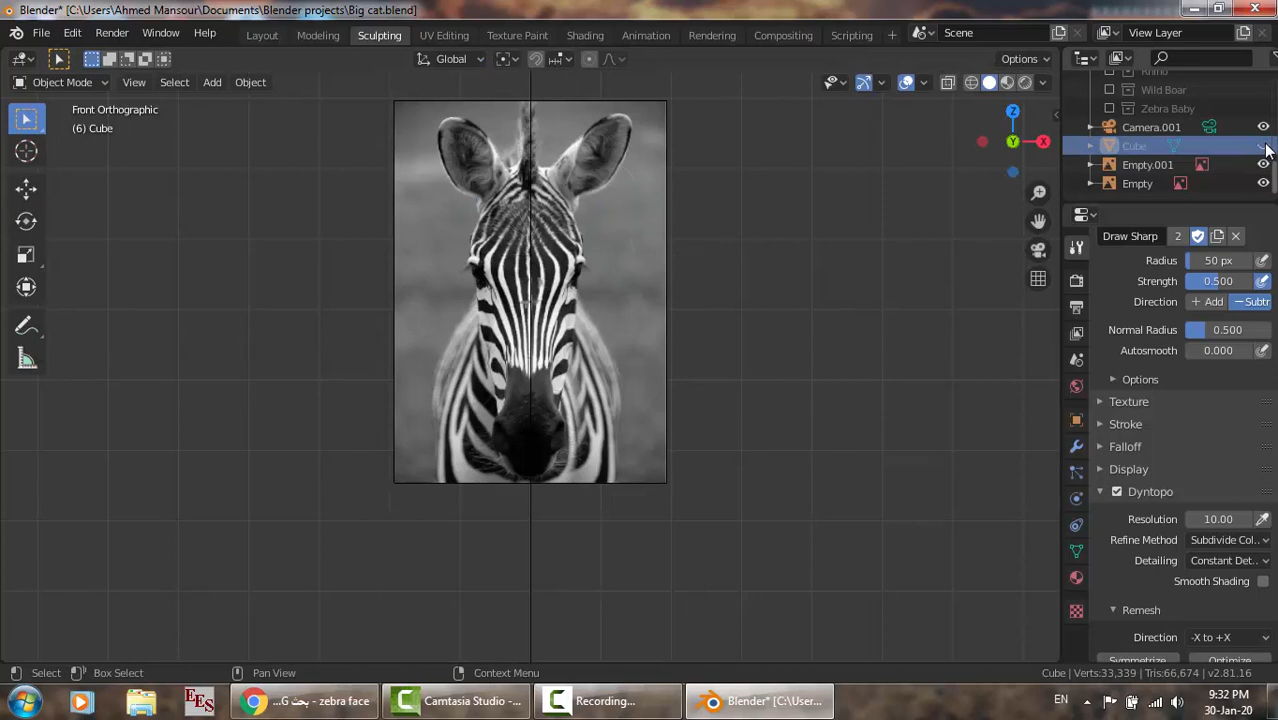 Blender* [C:\Users\Ahmed Mansour\Documents\Blender projects\Big cat.blend]
File Edit Render Window Help Layout Modeling Sculpting UV Editing Texture Paint Shading Animation Rendering Compositing Scripting + Scene View Layer
Global Options
Object Mode View Select Add Object
Front Orthographic
(6) Cube
Z
Y
X
Rhino
Wild Boar
Zebra Baby
Camera.001
Cube
Empty.001
Empty
Draw Sharp 2
Radius 50 px
Strength 0.500
Direction + Add −Subtr
Normal Radius 0.500
Autosmooth 0.000
Options
Texture
Stroke
Falloff
Display
Dyntopo
Resolution 10.00
Refine Method Subdivide Col..
Detailing Constant Det..
Smooth Shading
Remesh
Direction -X to +X
Symmetrize Optimize
Select Box Select Pan View Context Menu Cube | Verts:33,339 | Tris:66,674 | v2.81.16
EES ...G بحث - zebra face Camtasia Studio -... Recording... Blender* [C:\User... EN 9:32 PM
30-Jan-20